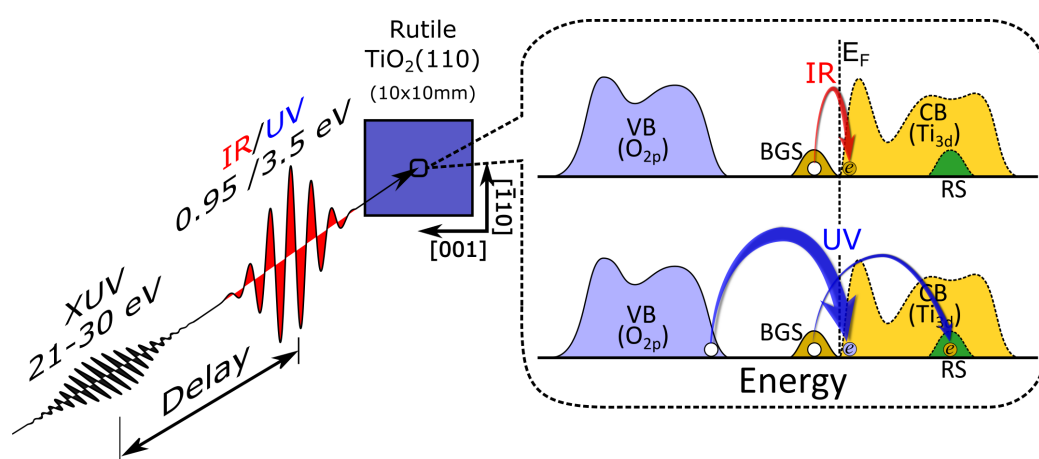 Rutile
TiO₂(110)
(10x10mm)
IR/UV
0.95 /3.5 eV
XUV
21-30 eV
Delay
[001]
[1̄10]
IR
E_F
VB
(O₂ₚ)
BGS
CB
(Ti₃d)
e
RS
UV
VB
(O₂ₚ)
BGS
CB
(Ti₃d)
e
e
RS
Energy